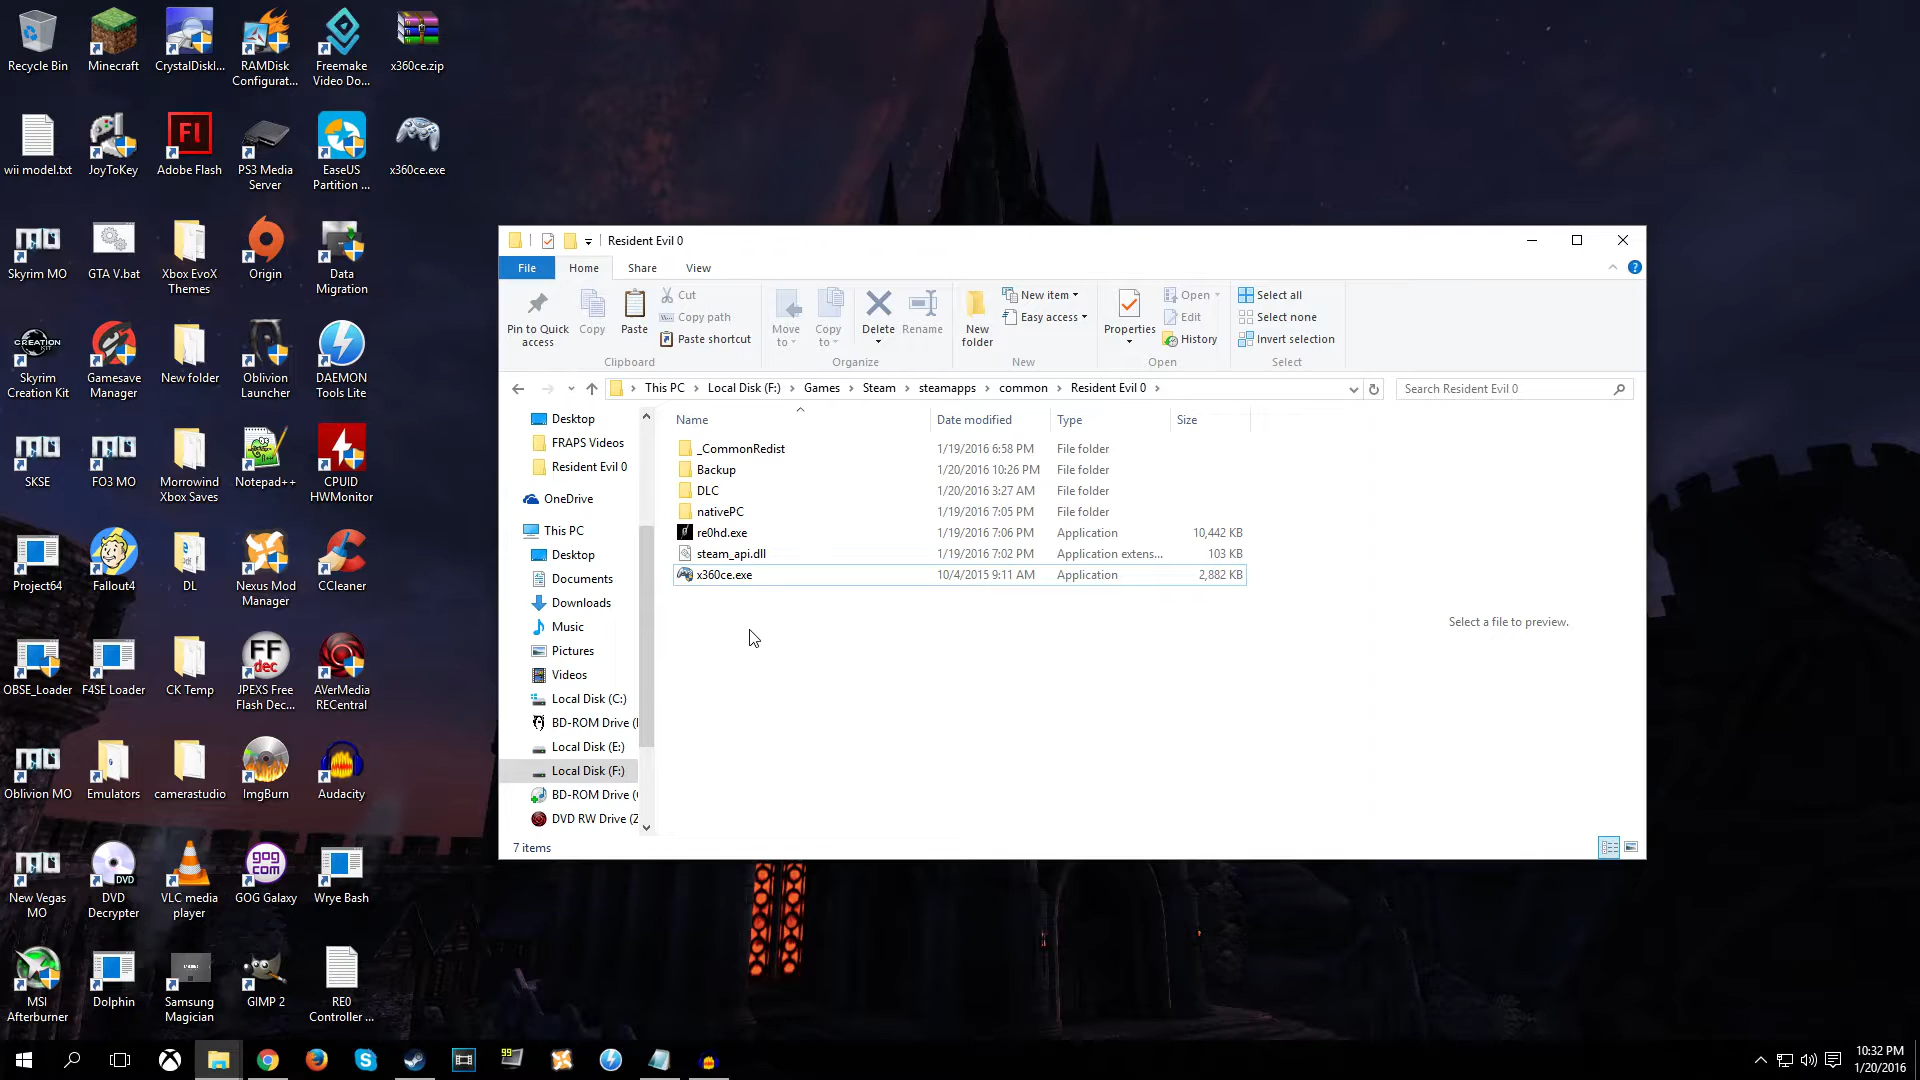 Recycle Bin
Minecraft
CrystalDiskI...
RAMDisk
Configurat...
Freemake
Video Do...
x360ce.zip
wii model.txt
JoyToKey
Adobe Flash
PS3 Media
Server
EaseUS
Partition ...
x360ce.exe
Skyrim MO
GTA V.bat
Xbox EvoX
Themes
Origin
Data
Migration
Skyrim
Creation Kit
Gamesave
Manager
New folder
Oblivion
Launcher
DAEMON
Tools Lite
SKSE
FO3 MO
Morrowind
Xbox Saves
Notepad++
CPUID
HWMonitor
Project64
Fallout4
DL
Nexus Mod
Manager
CCleaner
OBSE_Loader
F4SE Loader
CK Temp
JPEXS Free
Flash Dec...
AVerMedia
RECentral
Oblivion MO
Emulators
camerastudio
ImgBurn
Audacity
New Vegas
MO
DVD
Decrypter
VLC media
player
GOG Galaxy
Wrye Bash
MSI
Afterburner
Dolphin
Samsung
Magician
GIMP 2
RE0
Controller ...
Resident Evil 0
File Home Share View
Pin to Quick
access
Copy
Paste
Cut
Copy path
Paste shortcut
Clipboard
Move
to
Copy
to
Delete
Rename
Organize
New
folder
New item
Easy access
New
Properties
Open
Edit
History
Open
Select all
Select none
Invert selection
Select
This PC Local Disk (F:) Games Steam steamapps common Resident Evil 0
Search Resident Evil 0
Desktop
FRAPS Videos
Resident Evil 0
OneDrive
This PC
Desktop
Documents
Downloads
Music
Pictures
Videos
Local Disk (C:)
BD-ROM Drive (
Local Disk (E:)
Local Disk (F:)
BD-ROM Drive (
DVD RW Drive (Z
Name Date modified Type Size
_CommonRedist 1/19/2016 6:58 PM File folder
Backup 1/20/2016 10:26 PM File folder
DLC 1/20/2016 3:27 AM File folder
nativePC 1/19/2016 7:05 PM File folder
re0hd.exe 1/19/2016 7:06 PM Application 10,442 KB
steam_api.dll 1/19/2016 7:02 PM Application extens... 103 KB
x360ce.exe 10/4/2015 9:11 AM Application 2,882 KB
Select a file to preview.
7 items
10:32 PM
1/20/2016